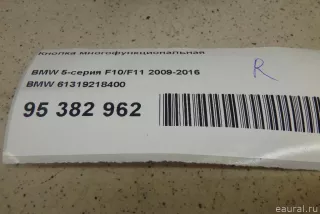 Кнопка многофункциональная
BMW 5-серия F10/F11 2009-2016
BMW 61319218400
95 382 962
R
eaural.ru